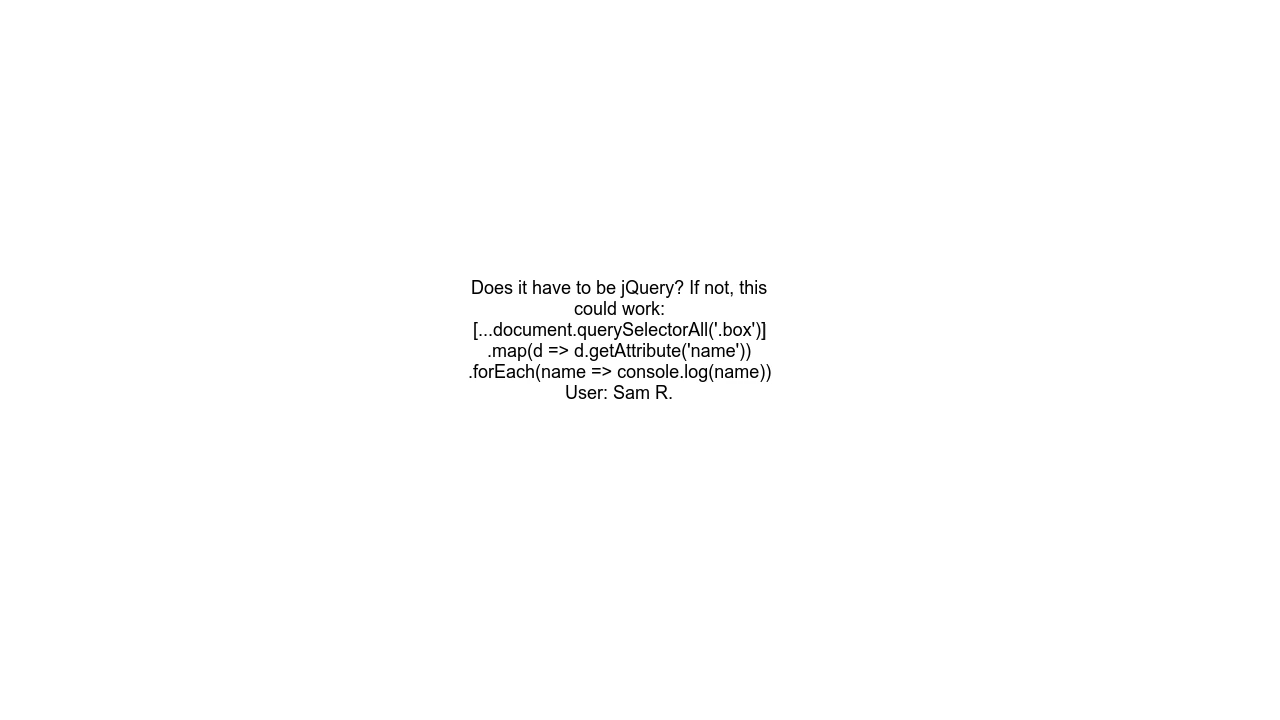 Does it have to be jQuery? If not, this
could work:
[...document.querySelectorAll('.box')]
.map(d => d.getAttribute('name'))
.forEach(name => console.log(name))
User: Sam R.